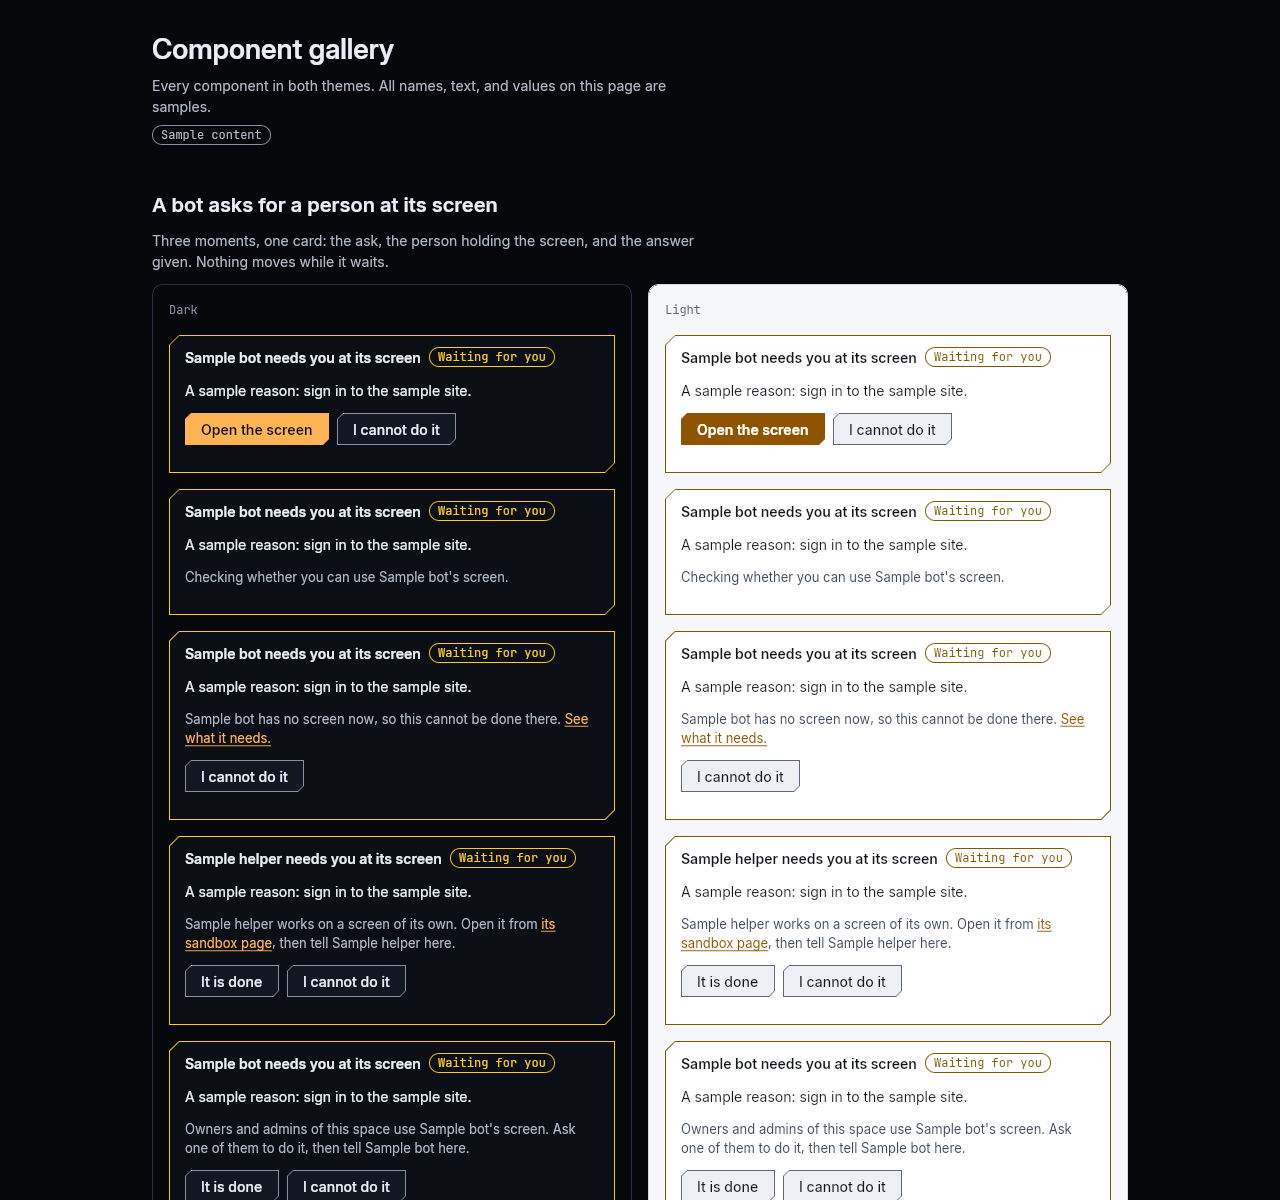 Component gallery
Every component in both themes. All names, text, and values on this page are
samples.
Sample content
A bot asks for a person at its screen
Three moments, one card: the ask, the person holding the screen, and the answer
given. Nothing moves while it waits.
Dark
Sample bot needs you at its screen Waiting for you
A sample reason: sign in to the sample site.
Open the screen I cannot do it
Sample bot needs you at its screen Waiting for you
A sample reason: sign in to the sample site.
Checking whether you can use Sample bot's screen.
Sample bot needs you at its screen Waiting for you
A sample reason: sign in to the sample site.
Sample bot has no screen now, so this cannot be done there. See
what it needs.
I cannot do it
Sample helper needs you at its screen Waiting for you
A sample reason: sign in to the sample site.
Sample helper works on a screen of its own. Open it from its
sandbox page, then tell Sample helper here.
It is done I cannot do it
Sample bot needs you at its screen Waiting for you
A sample reason: sign in to the sample site.
Owners and admins of this space use Sample bot's screen. Ask
one of them to do it, then tell Sample bot here.
It is done I cannot do it
Light
Sample bot needs you at its screen Waiting for you
A sample reason: sign in to the sample site.
Open the screen I cannot do it
Sample bot needs you at its screen Waiting for you
A sample reason: sign in to the sample site.
Checking whether you can use Sample bot's screen.
Sample bot needs you at its screen Waiting for you
A sample reason: sign in to the sample site.
Sample bot has no screen now, so this cannot be done there. See
what it needs.
I cannot do it
Sample helper needs you at its screen Waiting for you
A sample reason: sign in to the sample site.
Sample helper works on a screen of its own. Open it from its
sandbox page, then tell Sample helper here.
It is done I cannot do it
Sample bot needs you at its screen Waiting for you
A sample reason: sign in to the sample site.
Owners and admins of this space use Sample bot's screen. Ask
one of them to do it, then tell Sample bot here.
It is done I cannot do it